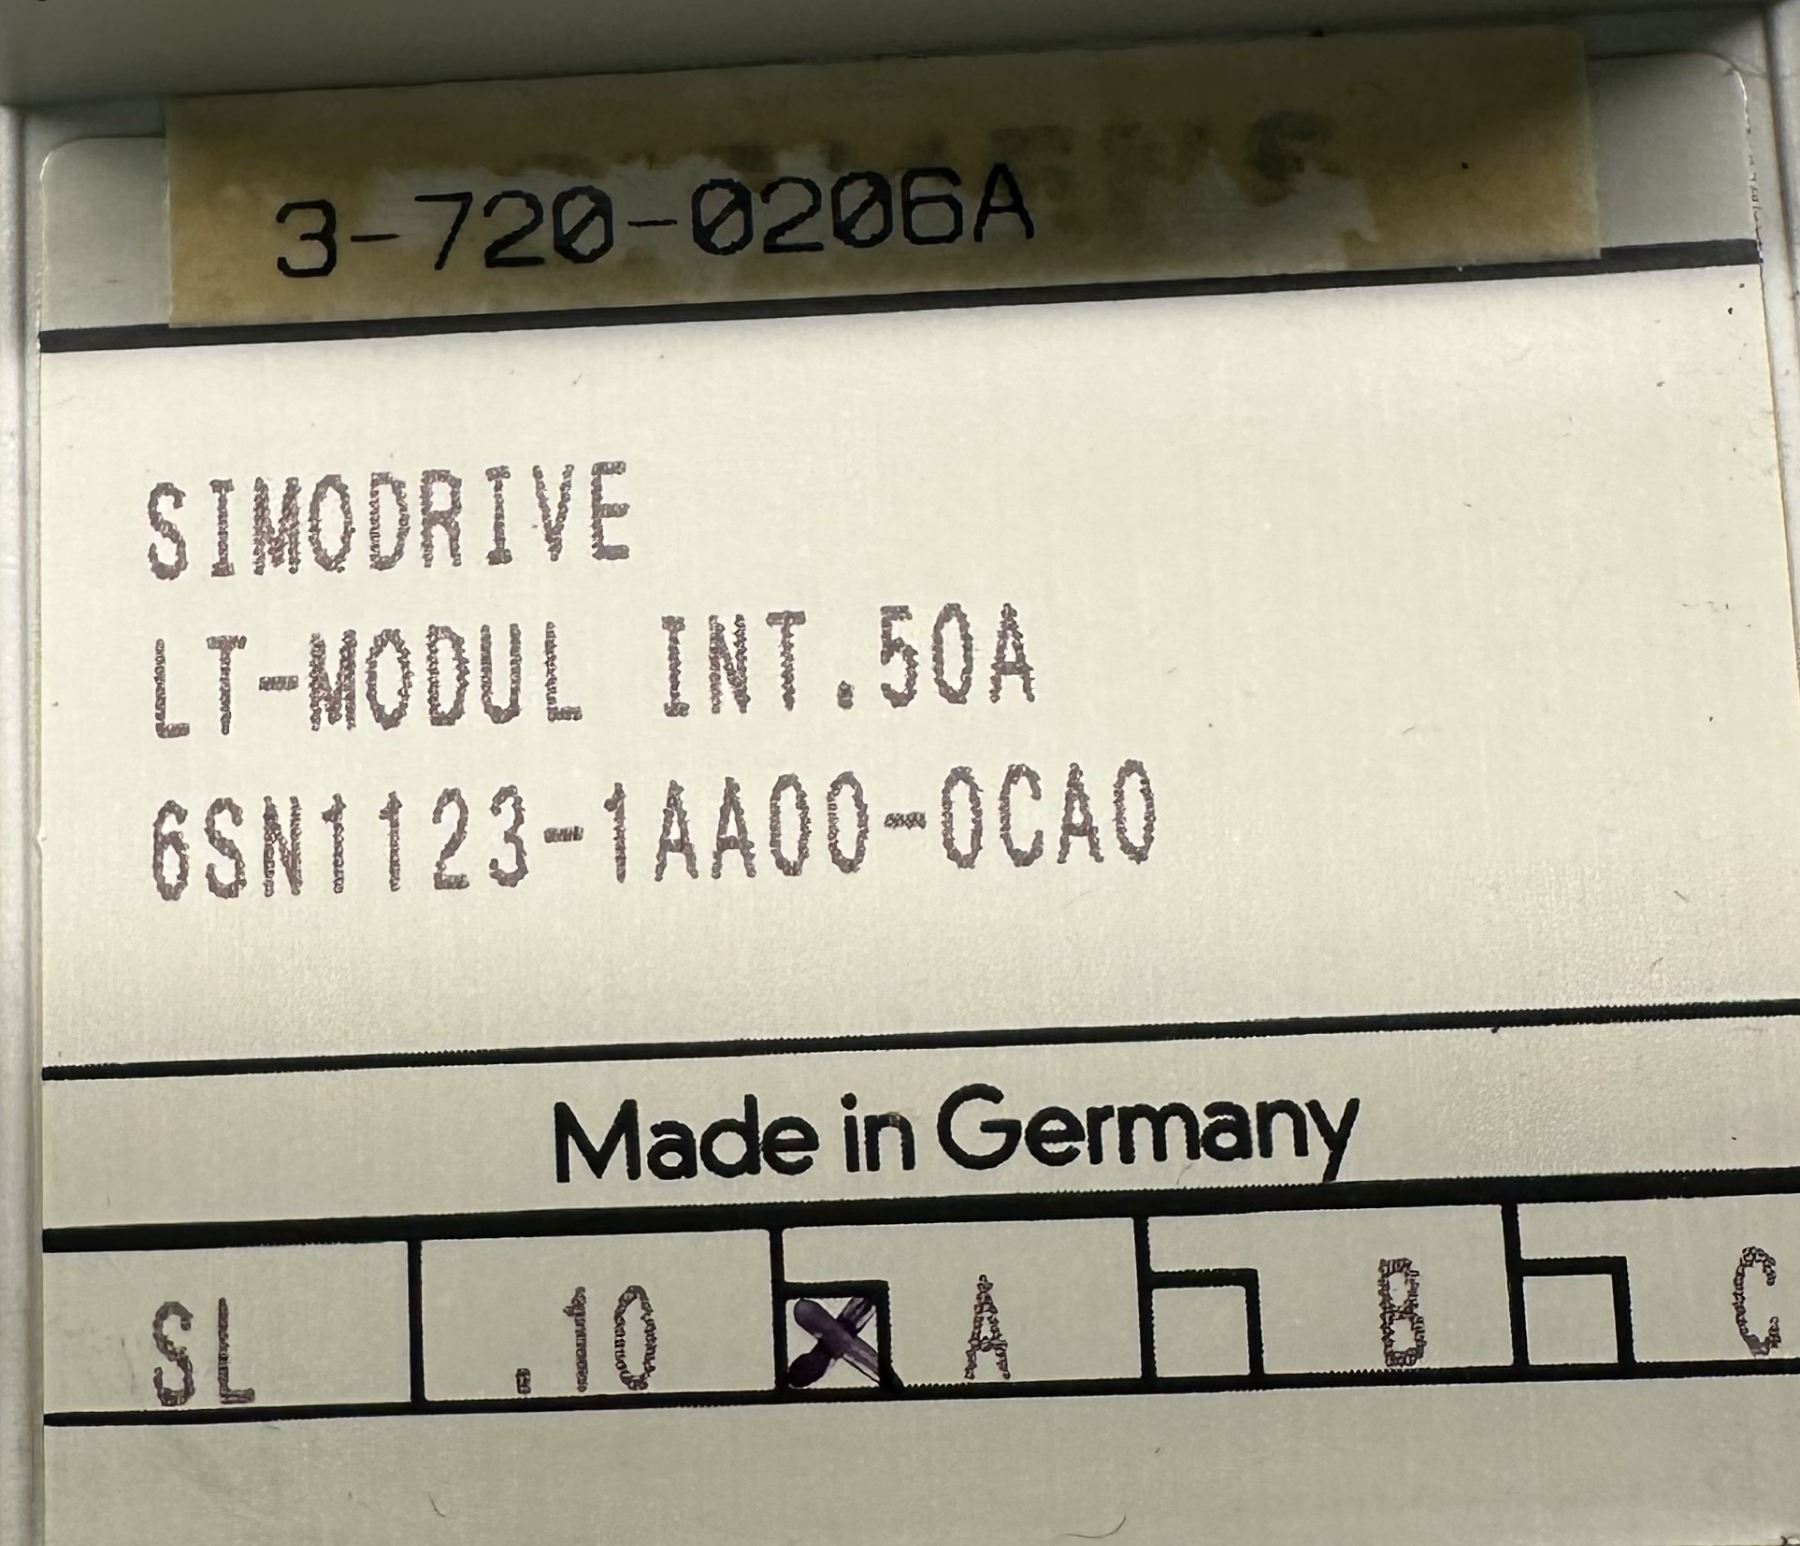 3-720-0206A
SIMODRIVE
LT-MODUL INT.50A
6SN1123-1AA00-0CA0
Made in Germany
SL .10 A B C